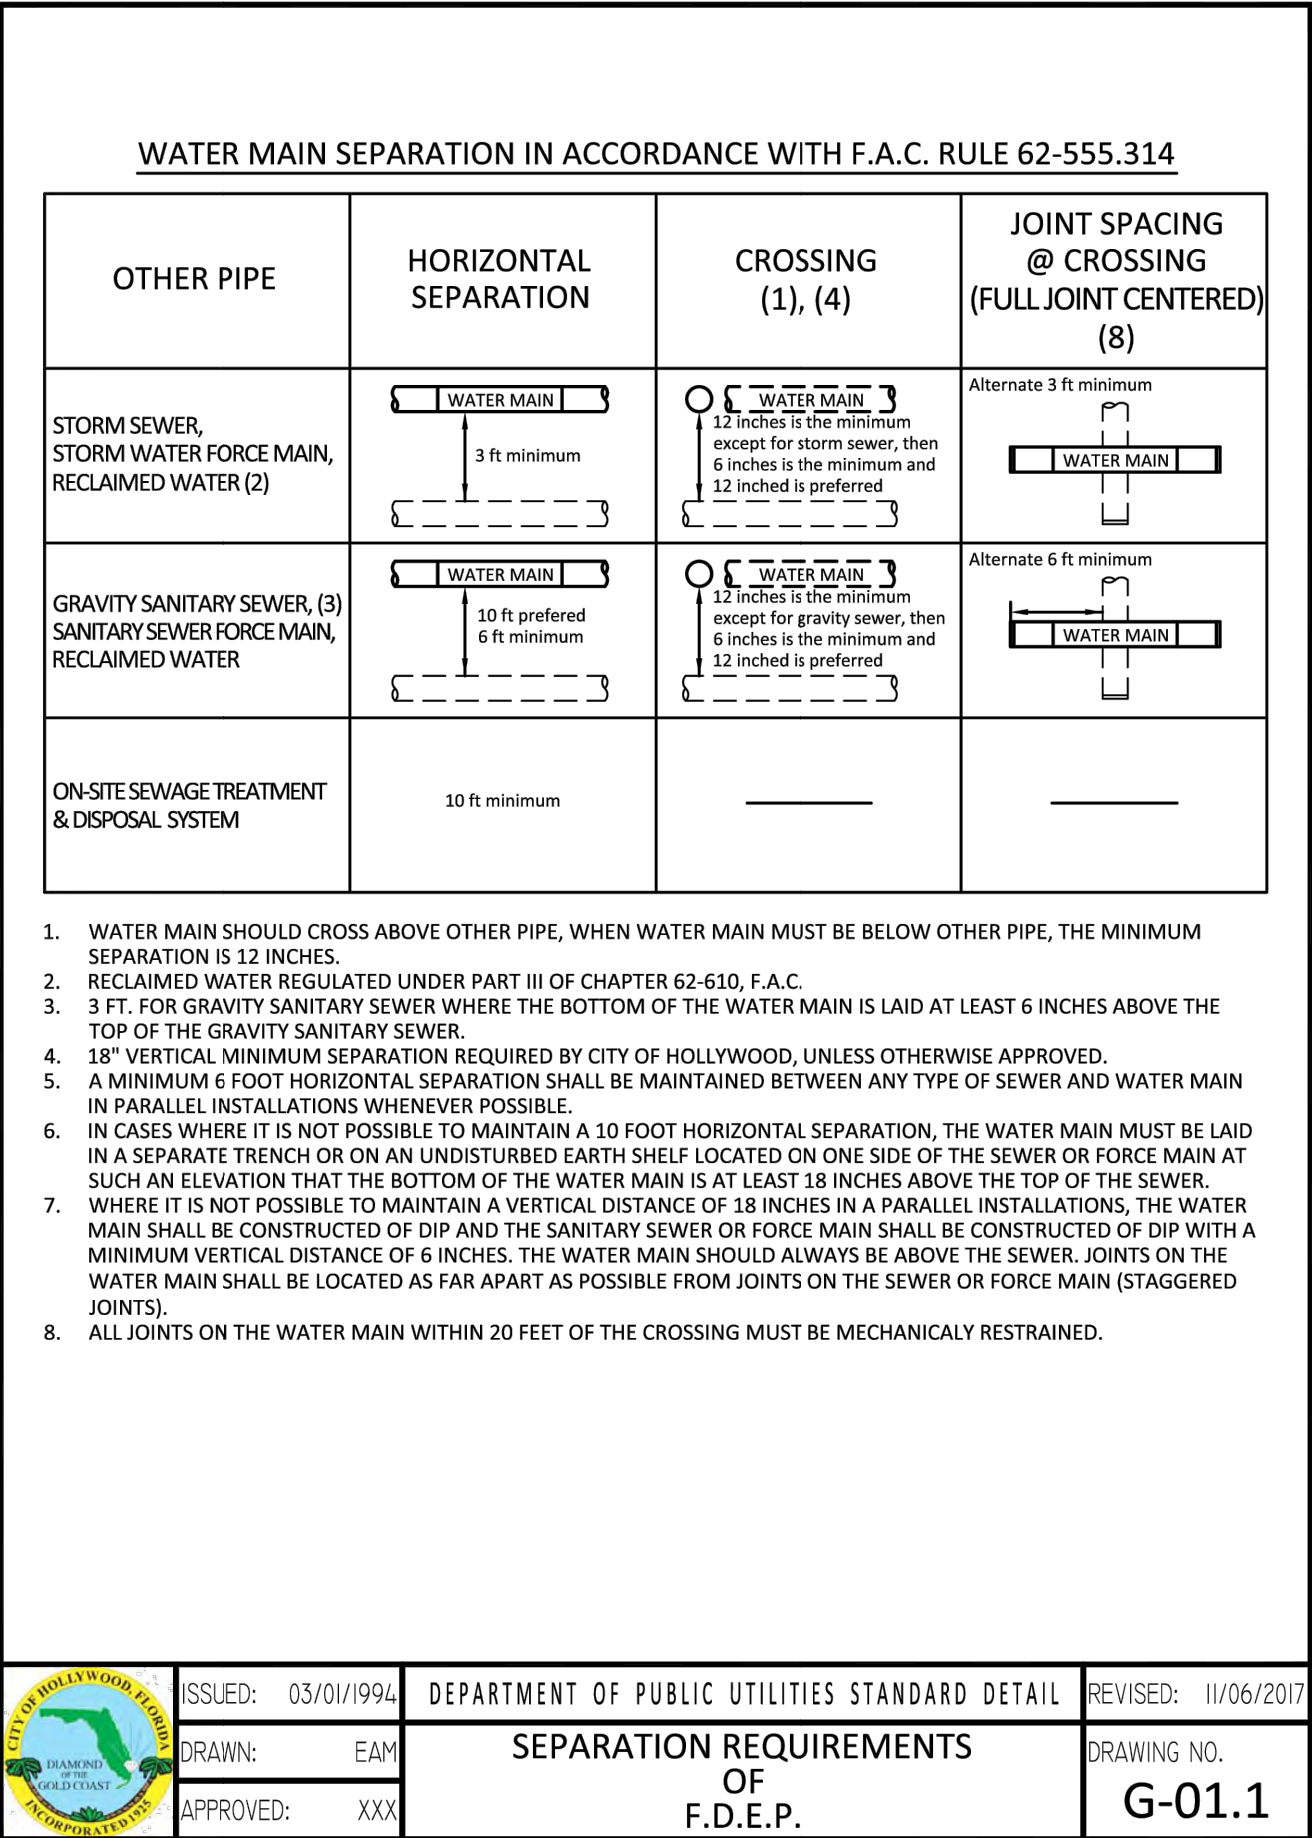 WATER MAIN SEPARATION IN ACCORDANCE WITH F.A.C. RULE 62-555.314
OTHER PIPE
HORIZONTAL
SEPARATION
CROSSING
(1), (4)
JOINT SPACING
@ CROSSING
(FULL JOINT CENTERED)
(8)
STORM SEWER,
STORM WATER FORCE MAIN,
RECLAIMED WATER (2)
WATER MAIN
3 ft minimum
WATER MAIN
12 inches is the minimum
except for storm sewer, then
6 inches is the minimum and
12 inched is preferred
Alternate 3 ft minimum
WATER MAIN
GRAVITY SANITARY SEWER, (3)
SANITARY SEWER FORCE MAIN,
RECLAIMED WATER
WATER MAIN
10 ft prefered
6 ft minimum
WATER MAIN
12 inches is the minimum
except for gravity sewer, then
6 inches is the minimum and
12 inched is preferred
Alternate 6 ft minimum
WATER MAIN
ON-SITE SEWAGE TREATMENT
& DISPOSAL SYSTEM
10 ft minimum
1. WATER MAIN SHOULD CROSS ABOVE OTHER PIPE, WHEN WATER MAIN MUST BE BELOW OTHER PIPE, THE MINIMUM
SEPARATION IS 12 INCHES.
2. RECLAIMED WATER REGULATED UNDER PART III OF CHAPTER 62-610, F.A.C.
3. 3 FT. FOR GRAVITY SANITARY SEWER WHERE THE BOTTOM OF THE WATER MAIN IS LAID AT LEAST 6 INCHES ABOVE THE
TOP OF THE GRAVITY SANITARY SEWER.
4. 18" VERTICAL MINIMUM SEPARATION REQUIRED BY CITY OF HOLLYWOOD, UNLESS OTHERWISE APPROVED.
5. A MINIMUM 6 FOOT HORIZONTAL SEPARATION SHALL BE MAINTAINED BETWEEN ANY TYPE OF SEWER AND WATER MAIN
IN PARALLEL INSTALLATIONS WHENEVER POSSIBLE.
6. IN CASES WHERE IT IS NOT POSSIBLE TO MAINTAIN A 10 FOOT HORIZONTAL SEPARATION, THE WATER MAIN MUST BE LAID
IN A SEPARATE TRENCH OR ON AN UNDISTURBED EARTH SHELF LOCATED ON ONE SIDE OF THE SEWER OR FORCE MAIN AT
SUCH AN ELEVATION THAT THE BOTTOM OF THE WATER MAIN IS AT LEAST 18 INCHES ABOVE THE TOP OF THE SEWER.
7. WHERE IT IS NOT POSSIBLE TO MAINTAIN A VERTICAL DISTANCE OF 18 INCHES IN A PARALLEL INSTALLATIONS, THE WATER
MAIN SHALL BE CONSTRUCTED OF DIP AND THE SANITARY SEWER OR FORCE MAIN SHALL BE CONSTRUCTED OF DIP WITH A
MINIMUM VERTICAL DISTANCE OF 6 INCHES. THE WATER MAIN SHOULD ALWAYS BE ABOVE THE SEWER. JOINTS ON THE
WATER MAIN SHALL BE LOCATED AS FAR APART AS POSSIBLE FROM JOINTS ON THE SEWER OR FORCE MAIN (STAGGERED
JOINTS).
8. ALL JOINTS ON THE WATER MAIN WITHIN 20 FEET OF THE CROSSING MUST BE MECHANICALY RESTRAINED.
CITY OF HOLLYWOOD, FLORIDA
DIAMOND
OF THE
GOLD COAST
INCORPORATED 1925
ISSUED: 03/01/1994
DRAWN: EAM
APPROVED: XXX
DEPARTMENT OF PUBLIC UTILITIES STANDARD DETAIL
SEPARATION REQUIREMENTS
OF
F.D.E.P.
REVISED: 11/06/2017
DRAWING NO.
G-01.1